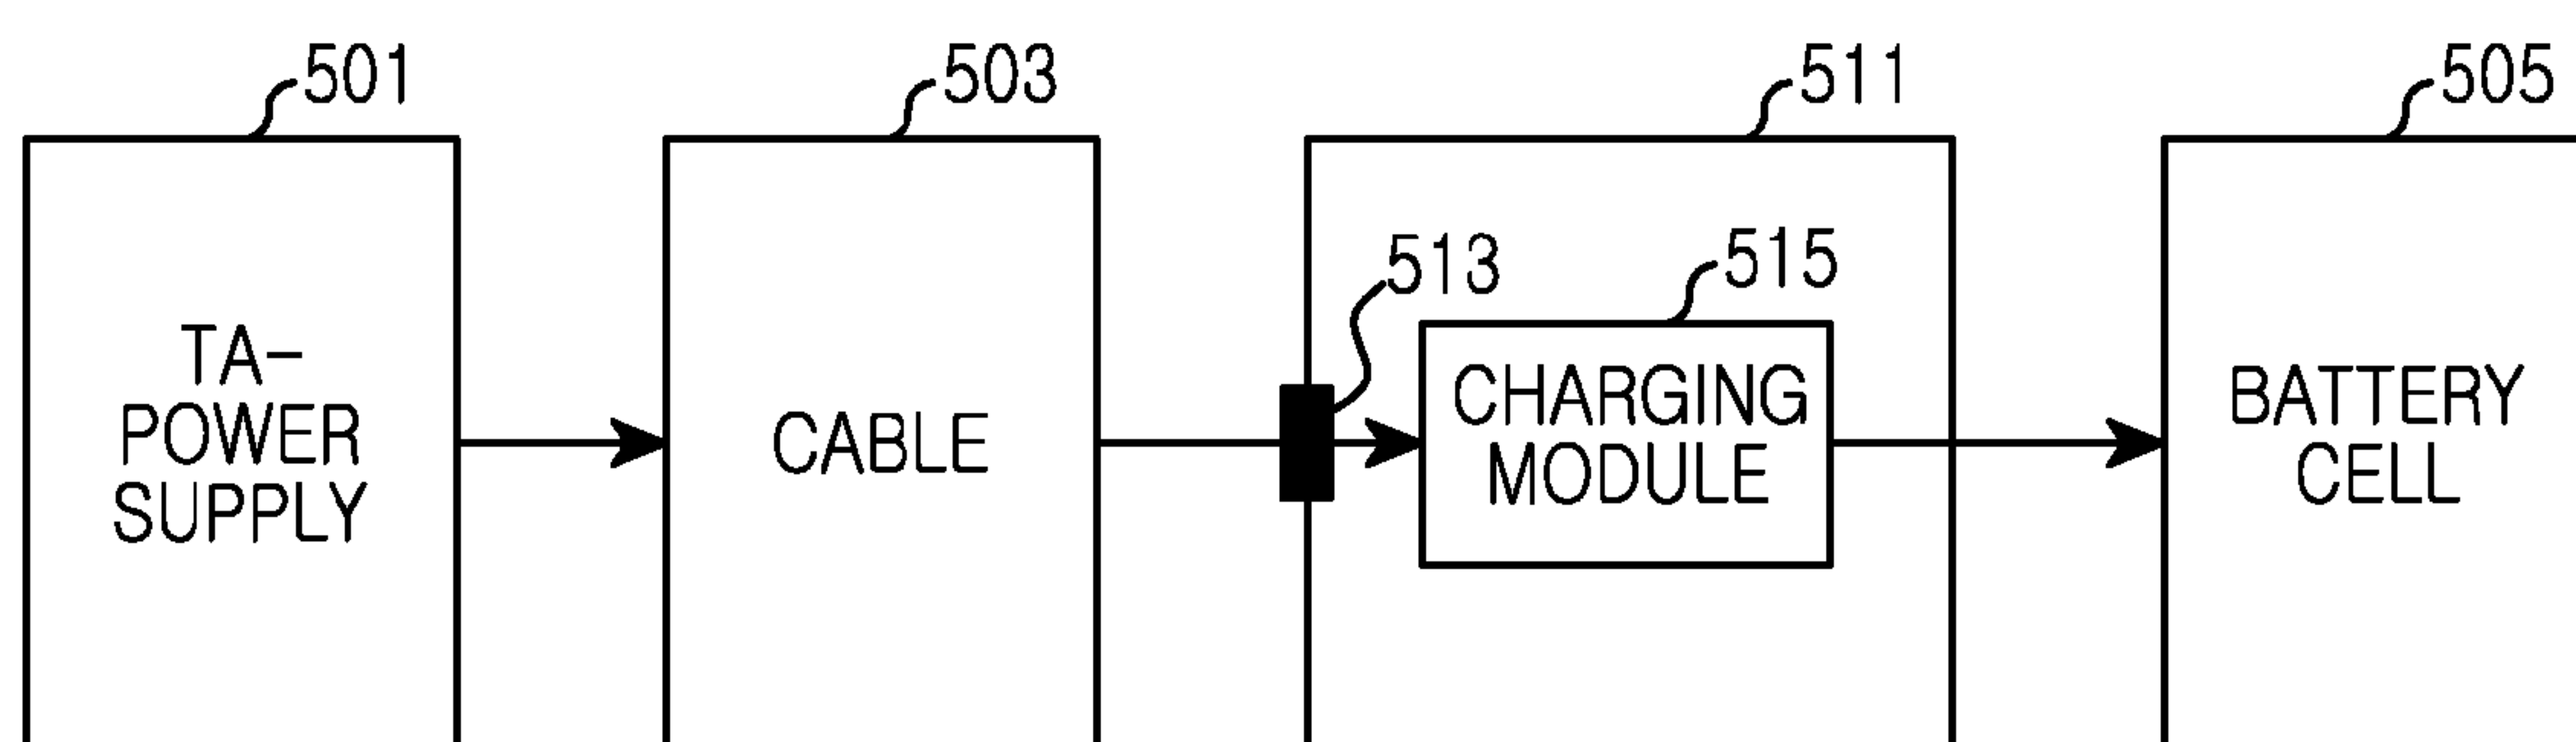 501
503
511
505
513
515
TA-
POWER
SUPPLY
CABLE
CHARGING
MODULE
BATTERY
CELL